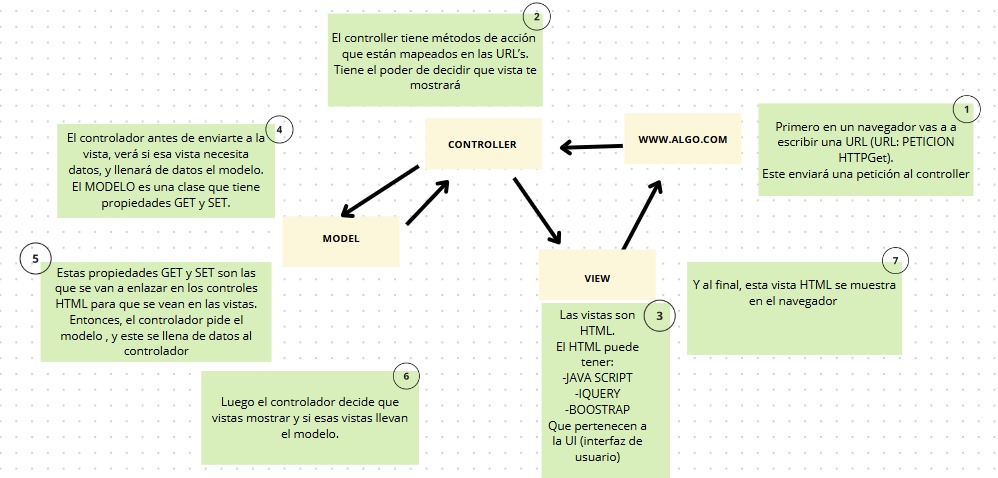 2
El controller tiene métodos de acción
que están mapeados en las URL's.
Tiene el poder de decidir que vista te
mostrará
1
Primero en un navegador vas a a
escribir una URL (URL: PETICION
HTTPGet).
Este enviará una petición al controller
4
El controlador antes de enviarte a la
vista, verá si esa vista necesita
datos, y llenará de datos el modelo.
El MODELO es una clase que tiene
propiedades GET y SET.
CONTROLLER
WWW.ALGO.COM
MODEL
VIEW
5
Estas propiedades GET y SET son las
que se van a enlazar en los controles
HTML para que se vean en las vistas.
Entonces, el controlador pide el
modelo , y este se llena de datos al
controlador
7
Y al final, esta vista HTML se muestra
en el navegador
3
Las vistas son
HTML.
El HTML puede
tener:
-JAVA SCRIPT
-IQUERY
-BOOSTRAP
Que pertenecen a
la UI (interfaz de
usuario)
6
Luego el controlador decide que
vistas mostrar y si esas vistas llevan
el modelo.